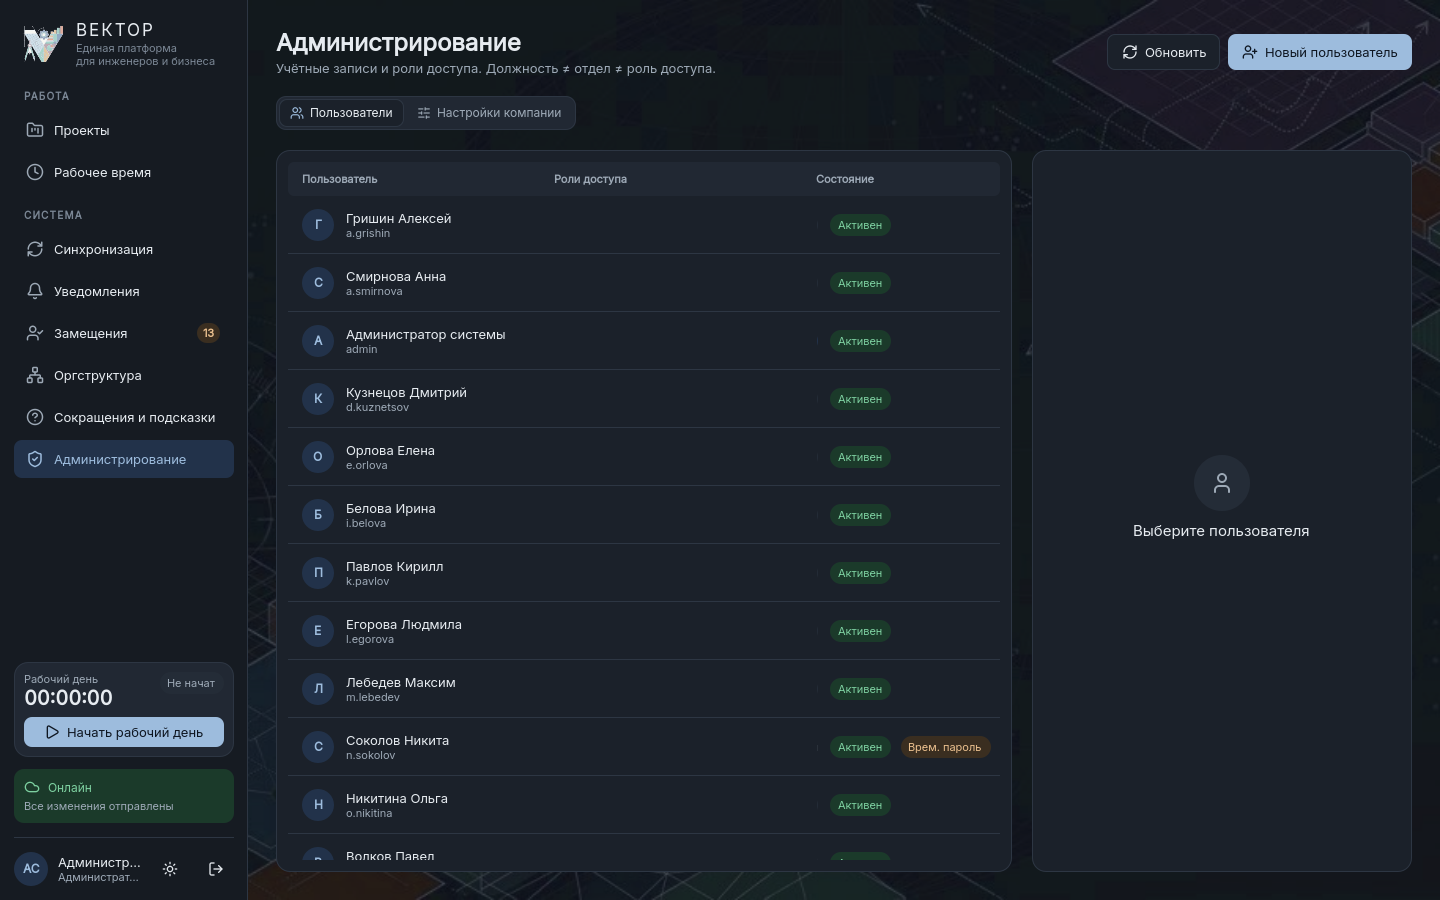 ВЕКТОР
Единая платформа
для инженеров и бизнеса
РАБОТА
Проекты
Рабочее время
СИСТЕМА
Синхронизация
Уведомления
Замещения 13
Оргструктура
Сокращения и подсказки
Администрирование
Рабочий день
Не начат
00:00:00
Начать рабочий день
Онлайн
Все изменения отправлены
АС
Администр...
Администрат...
Администрирование
Учётные записи и роли доступа. Должность ≠ отдел ≠ роль доступа.
Обновить
Новый пользователь
Пользователи
Настройки компании
Пользователь Роли доступа Состояние
Г Гришин Алексей Активен
a.grishin
С Смирнова Анна Активен
a.smirnova
А Администратор системы Активен
admin
К Кузнецов Дмитрий Активен
d.kuznetsov
О Орлова Елена Активен
e.orlova
Б Белова Ирина Активен
i.belova
П Павлов Кирилл Активен
k.pavlov
Е Егорова Людмила Активен
l.egorova
Л Лебедев Максим Активен
m.lebedev
С Соколов Никита Активен Врем. пароль
n.sokolov
Н Никитина Ольга Активен
o.nikitina
Волков Павел
Выберите пользователя